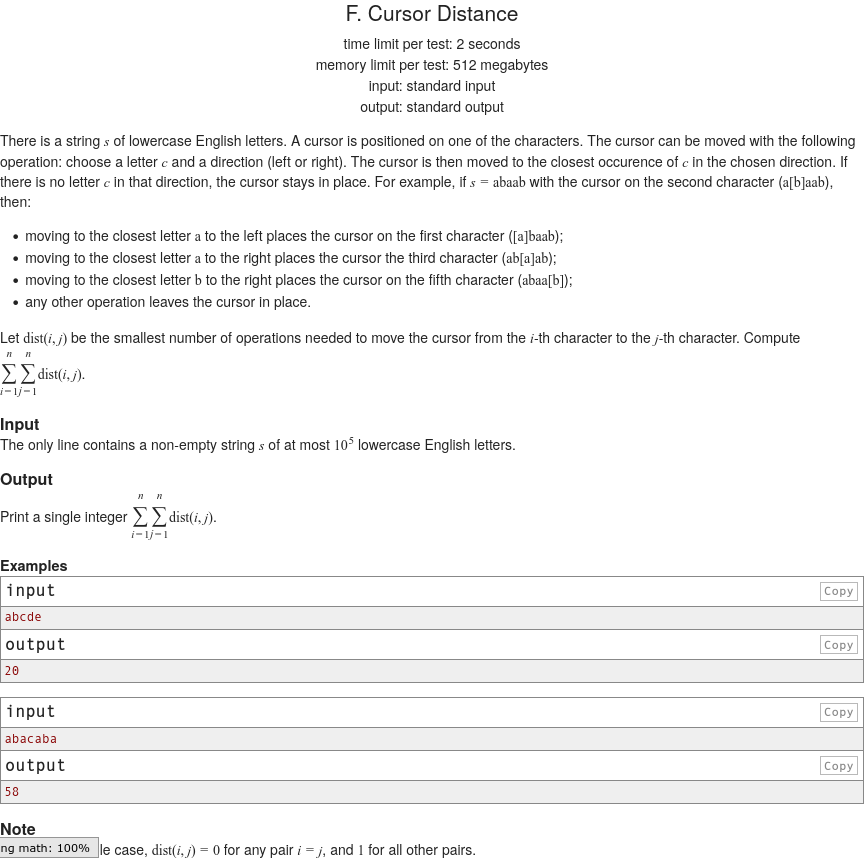 F. Cursor Distance
time limit per test: 2 seconds
memory limit per test: 512 megabytes
input: standard input
output: standard output
There is a string s of lowercase English letters. A cursor is positioned on one of the characters. The cursor can be moved with the following
operation: choose a letter c and a direction (left or right). The cursor is then moved to the closest occurence of c in the chosen direction. If
there is no letter c in that direction, the cursor stays in place. For example, if s = abaab with the cursor on the second character (a[b]aab),
then:
• moving to the closest letter a to the left places the cursor on the first character ([a]baab);
• moving to the closest letter a to the right places the cursor the third character (ab[a]ab);
• moving to the closest letter b to the right places the cursor on the fifth character (abaa[b]);
• any other operation leaves the cursor in place.
Let dist(i, j) be the smallest number of operations needed to move the cursor from the i-th character to the j-th character. Compute
n n
∑ ∑ dist(i, j).
i=1 j=1
Input
The only line contains a non-empty string s of at most 10^5 lowercase English letters.
Output
n n
Print a single integer ∑ ∑ dist(i, j).
i=1 j=1
Examples
input Copy
abcde
output Copy
20
input Copy
abacaba
output Copy
58
Note
ng math: 100% le case, dist(i, j) = 0 for any pair i = j, and 1 for all other pairs.